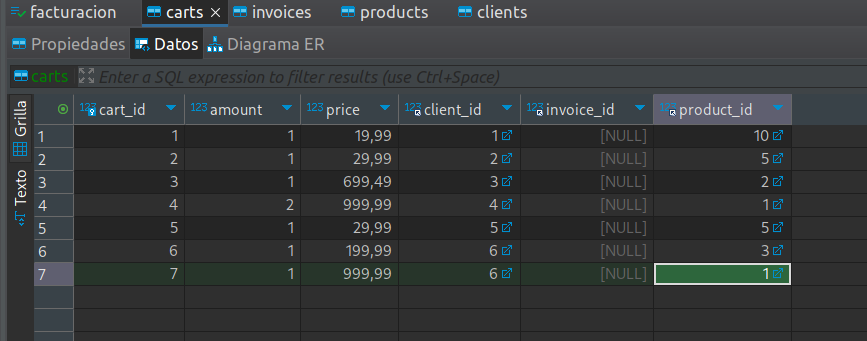 facturacion carts invoices products clients
Propiedades Datos Diagrama ER
carts Enter a SQL expression to filter results (use Ctrl+Space)
Grilla
Texto
123 cart_id 123 amount 123 price 123 client_id 123 invoice_id 123 product_id
1 1 1 19,99 1 [NULL] 10
2 2 1 29,99 2 [NULL] 5
3 3 1 699,49 3 [NULL] 2
4 4 2 999,99 4 [NULL] 1
5 5 1 29,99 5 [NULL] 5
6 6 1 199,99 6 [NULL] 3
7 7 1 999,99 6 [NULL] 1